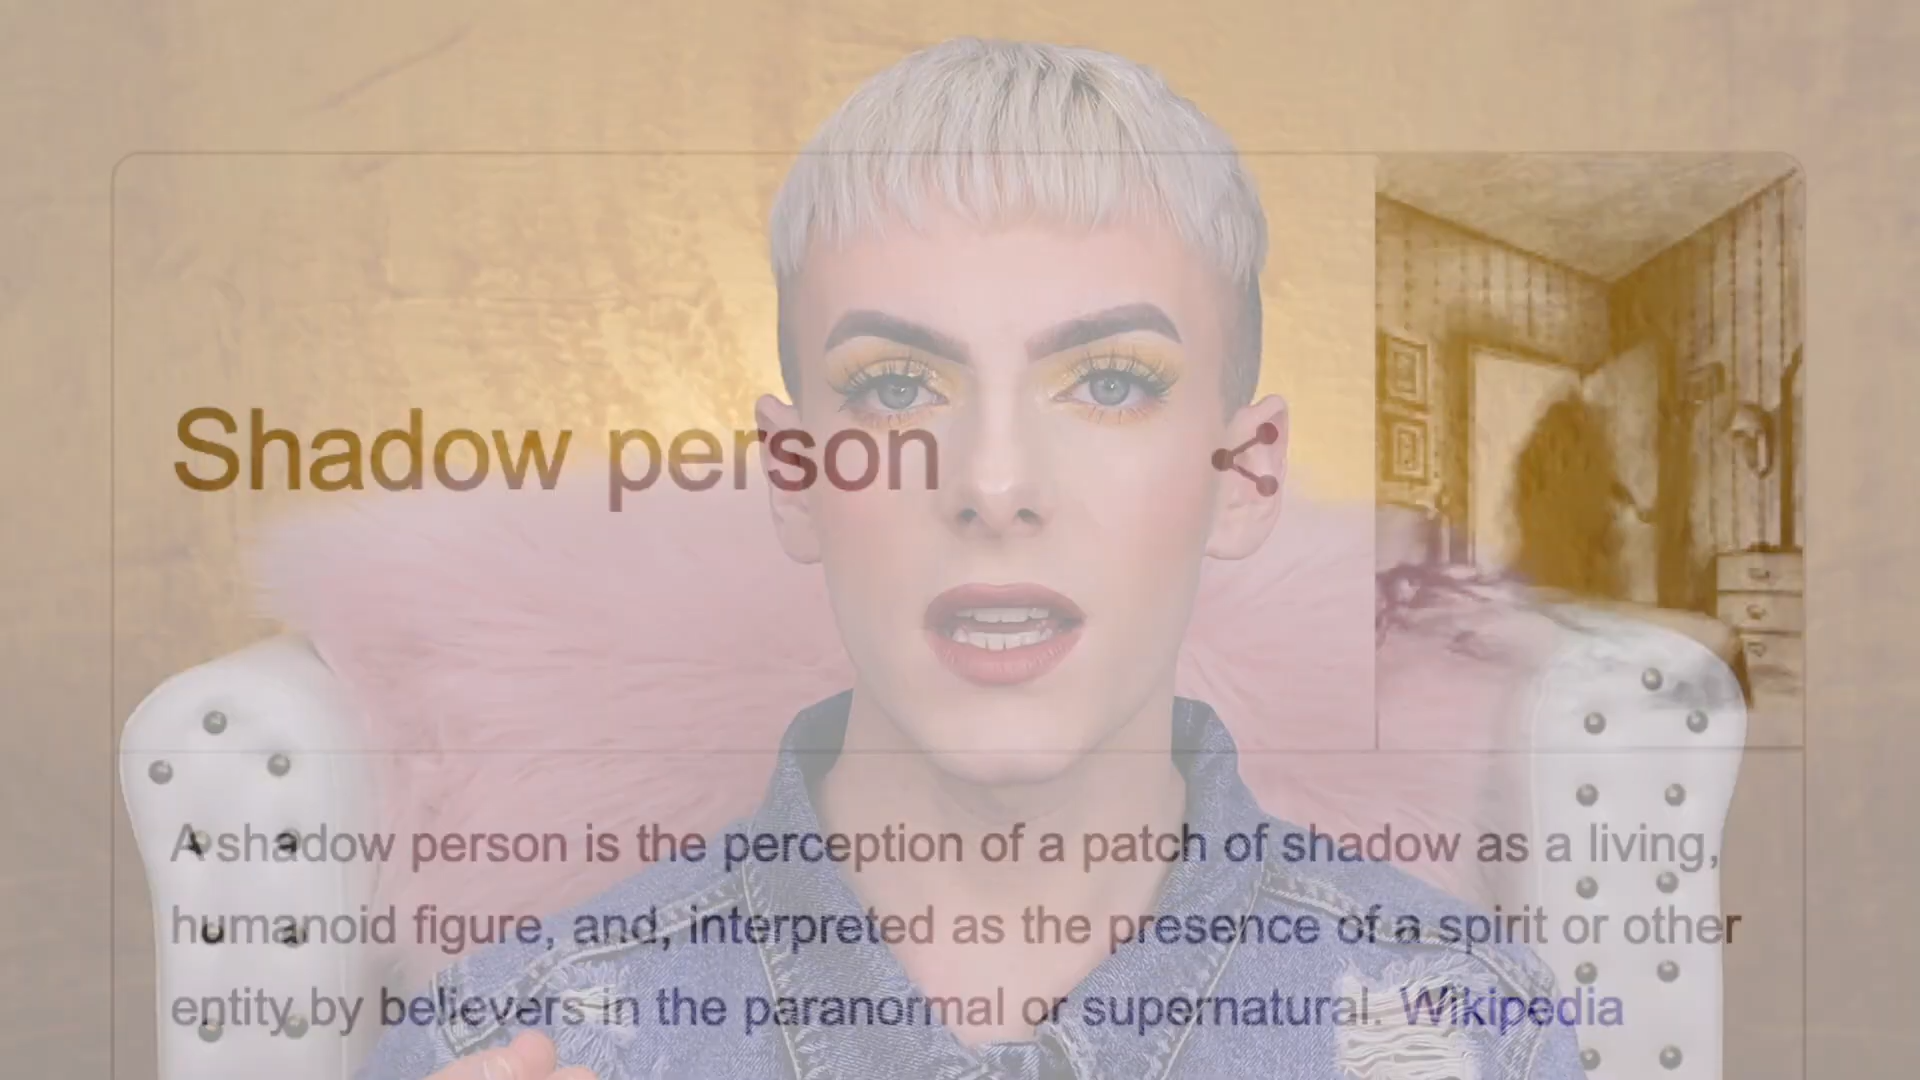 Shadow person
A shadow person is the perception of a patch of shadow as a living,
humanoid figure, and, interpreted as the presence of a spirit or other
entity by believers in the paranormal or supernatural. Wikipedia